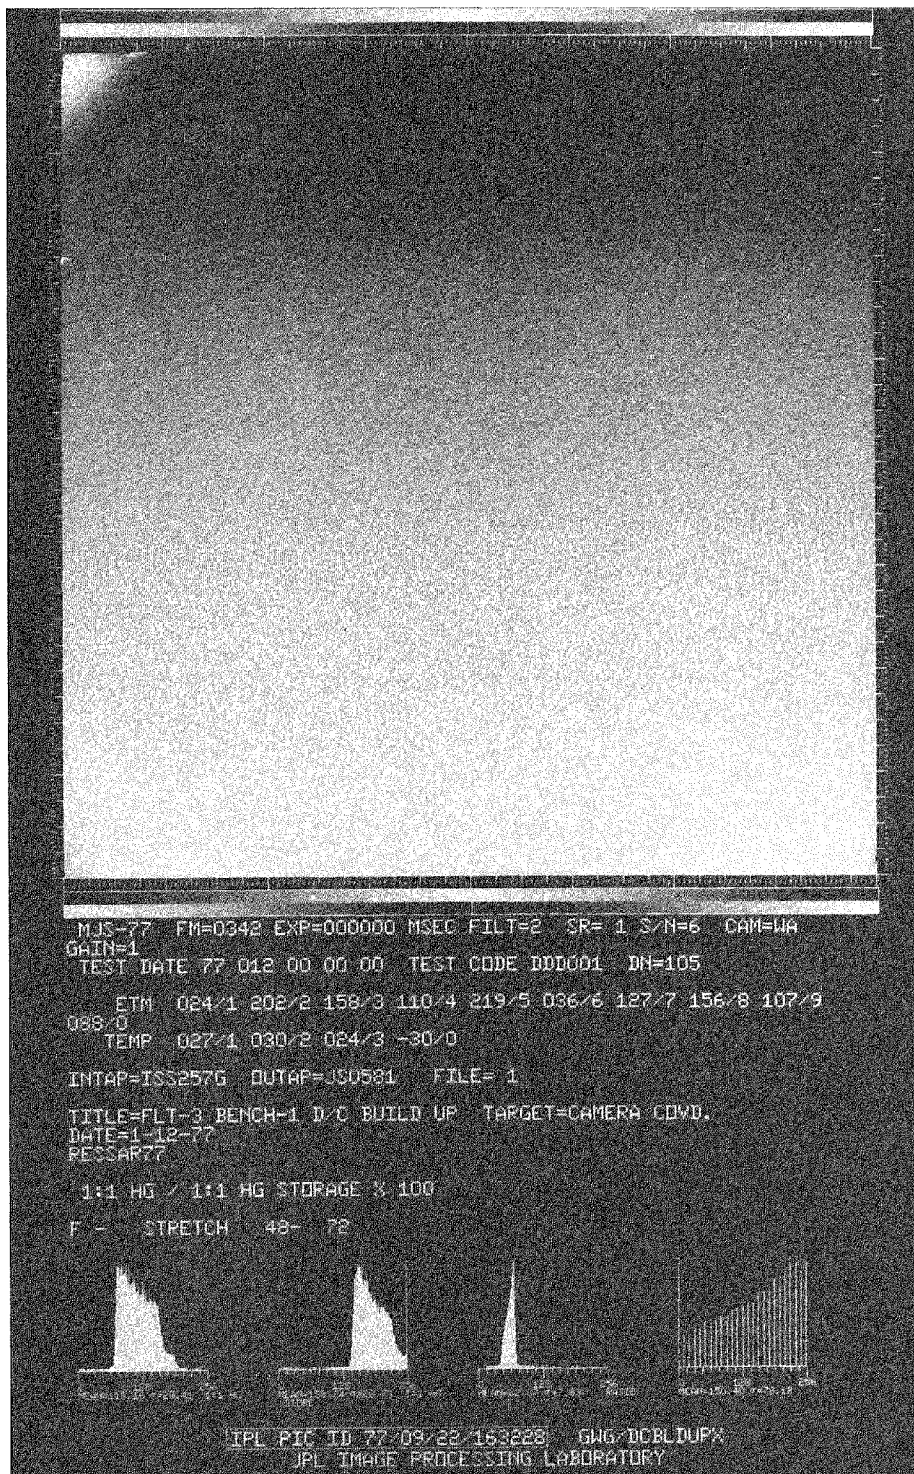 MJS-77 FM=0342 EXP=000000 MSEC FILT=2 SR= 1 S/N=6 CAM=WA
GAIN=1
TEST DATE 77 012 00 00 00 TEST CODE DDD001 DN=105
ETM 024/1 202/2 158/3 110/4 219/5 036/6 127/7 156/8 107/9
088/0
TEMP 027/1 030/2 024/3 -30/0
INTAP=ISS257G OUTAP=JS0581 FILE= 1
TITLE=FLT-3 BENCH-1 D/C BUILD UP TARGET=CAMERA COVD.
DATE=1-12-77
RESSAR77
1:1 HG / 1:1 HG STORAGE % 100
F - STRETCH 48- 72
IPL PIC ID 77/09/22/163228 GWG/DCBLDUPX
JPL IMAGE PROCESSING LABORATORY